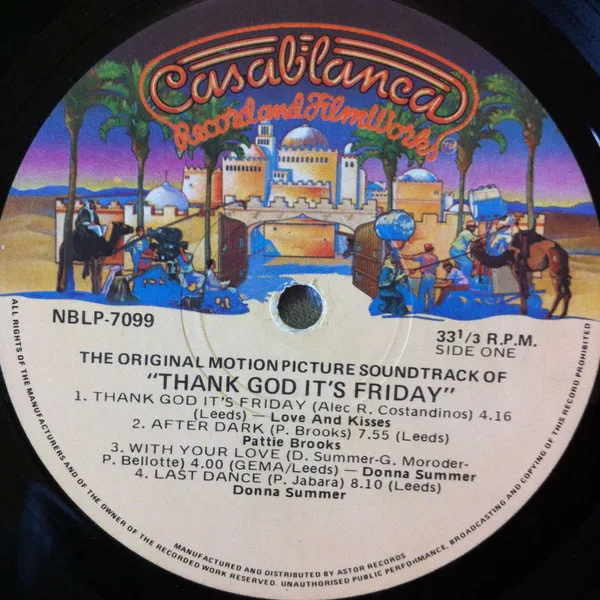 Casablanca
Record and FilmWorks
TM
NBLP-7099
33 1/3 R.P.M.
SIDE ONE
THE ORIGINAL MOTION PICTURE SOUNDTRACK OF
"THANK GOD IT'S FRIDAY"
1. THANK GOD IT'S FRIDAY (Alec R. Costandinos) 4.16
(Leeds) — Love And Kisses
2. AFTER DARK (P. Brooks) 7.55 (Leeds)
Pattie Brooks
3. WITH YOUR LOVE (D. Summer-G. Moroder-
P. Bellotte) 4.00 (GEMA/Leeds) — Donna Summer
4. LAST DANCE (P. Jabara) 8.10 (Leeds)
Donna Summer
MANUFACTURED AND DISTRIBUTED BY ASTOR RECORDS
ALL RIGHTS OF THE MANUFACTURERS AND OF THE OWNER OF THE RECORDED WORK RESERVED. UNAUTHORISED PUBLIC PERFORMANCE, BROADCASTING AND COPYING OF THIS RECORD PROHIBITED